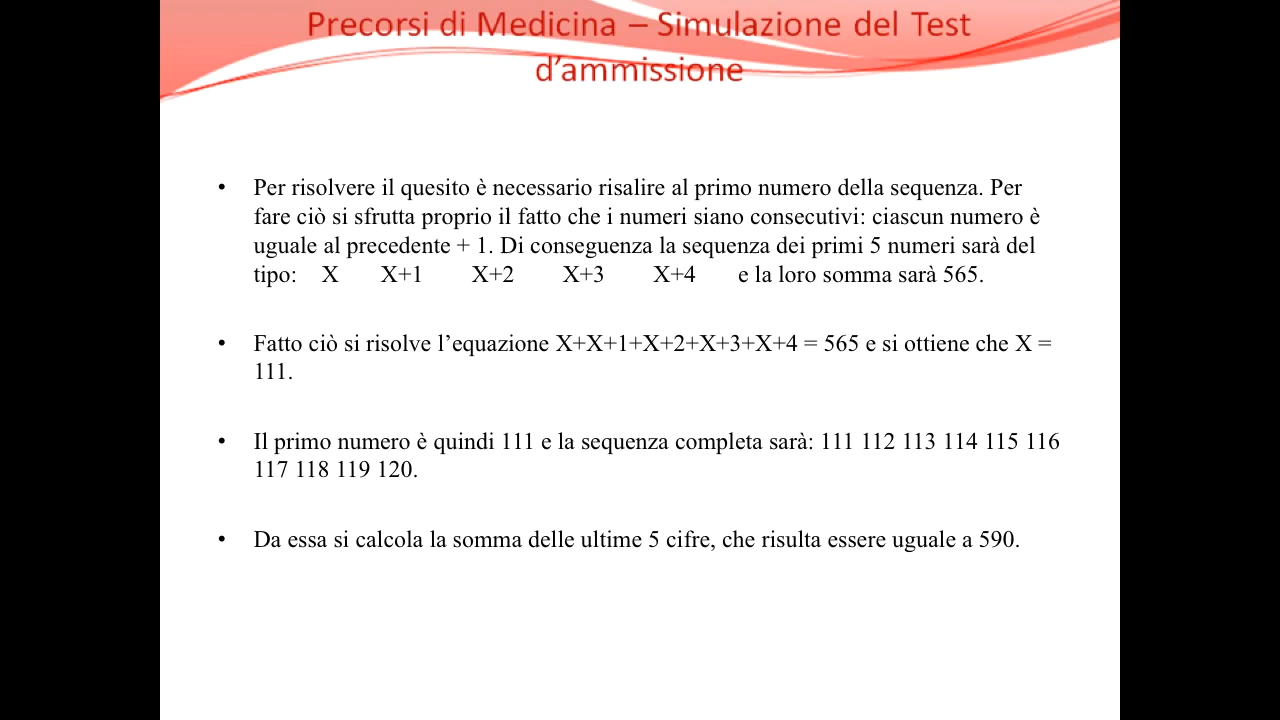 Precorsi di Medicina – Simulazione del Test
d’ammissione
• Per risolvere il quesito è necessario risalire al primo numero della sequenza. Per
fare ciò si sfrutta proprio il fatto che i numeri siano consecutivi: ciascun numero è
uguale al precedente + 1. Di conseguenza la sequenza dei primi 5 numeri sarà del
tipo: X X+1 X+2 X+3 X+4 e la loro somma sarà 565.
• Fatto ciò si risolve l’equazione X+X+1+X+2+X+3+X+4 = 565 e si ottiene che X =
111.
• Il primo numero è quindi 111 e la sequenza completa sarà: 111 112 113 114 115 116
117 118 119 120.
• Da essa si calcola la somma delle ultime 5 cifre, che risulta essere uguale a 590.